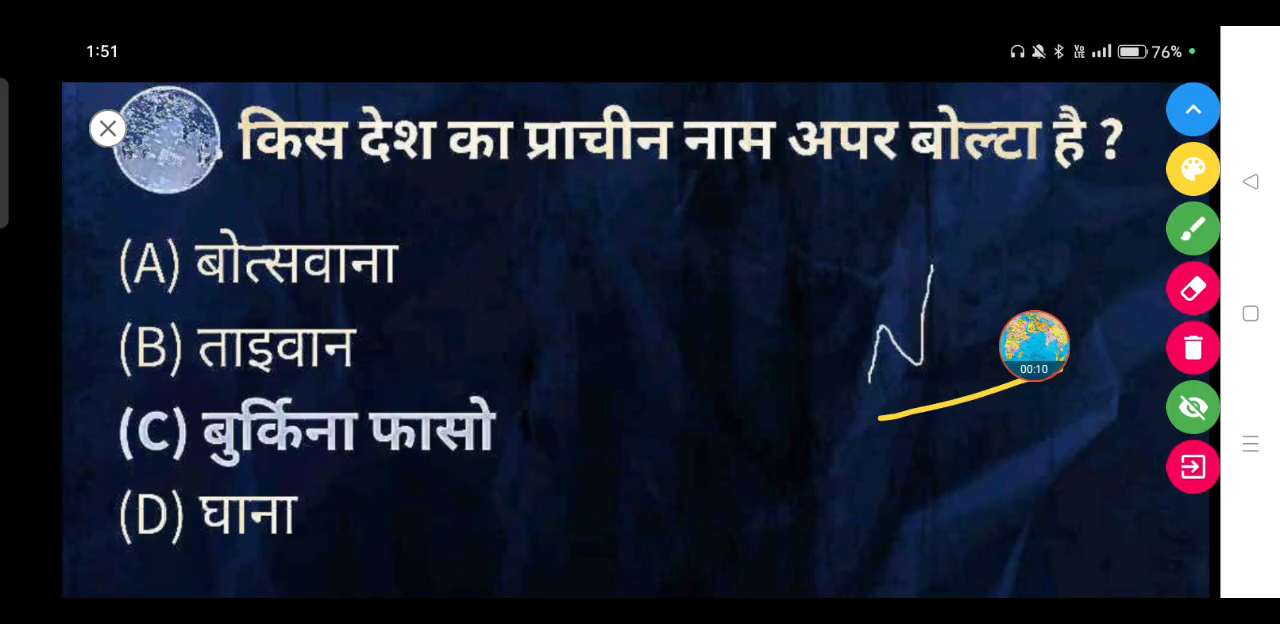 1:51
76%
. किस देश का प्राचीन नाम अपर बोल्टा है ?
(A) बोत्सवाना
(B) ताइवान
N
00:10
(C) बुर्किना फासो
(D) घाना